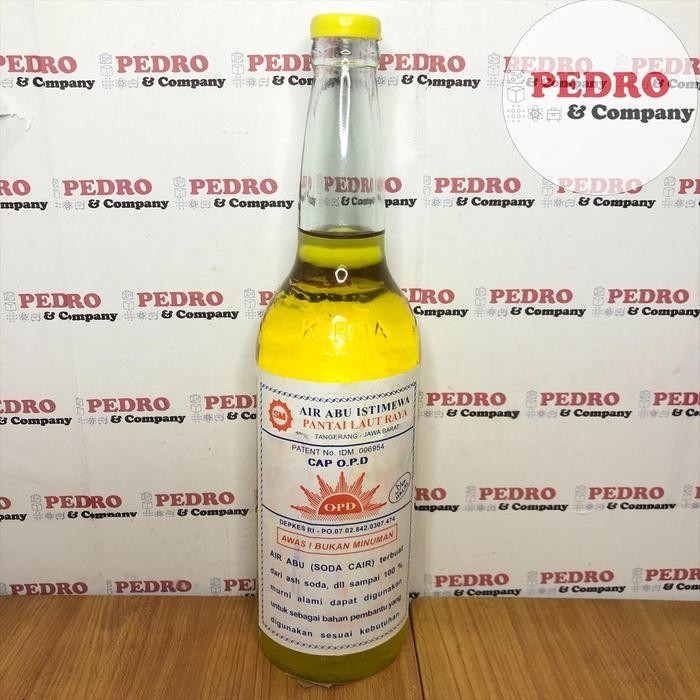 PEDRO
& Company
SM
AIR ABU ISTIMEWA
PANTAI LAUT RAYA
TANGERANG - JAWA BARAT
PATENT No. IDM. 006954
CAP O.P.D
OPD
DEPKES RI - PO.07.02.842.0307.474
AWAS ! BUKAN MINUMAN
AIR ABU (SODA CAIR) terbuat
dari ash soda, dll sampai 100 %
murni alami dapat digunakan
untuk sebagai bahan pembantu yang
digunakan sesuai kebutuhan.